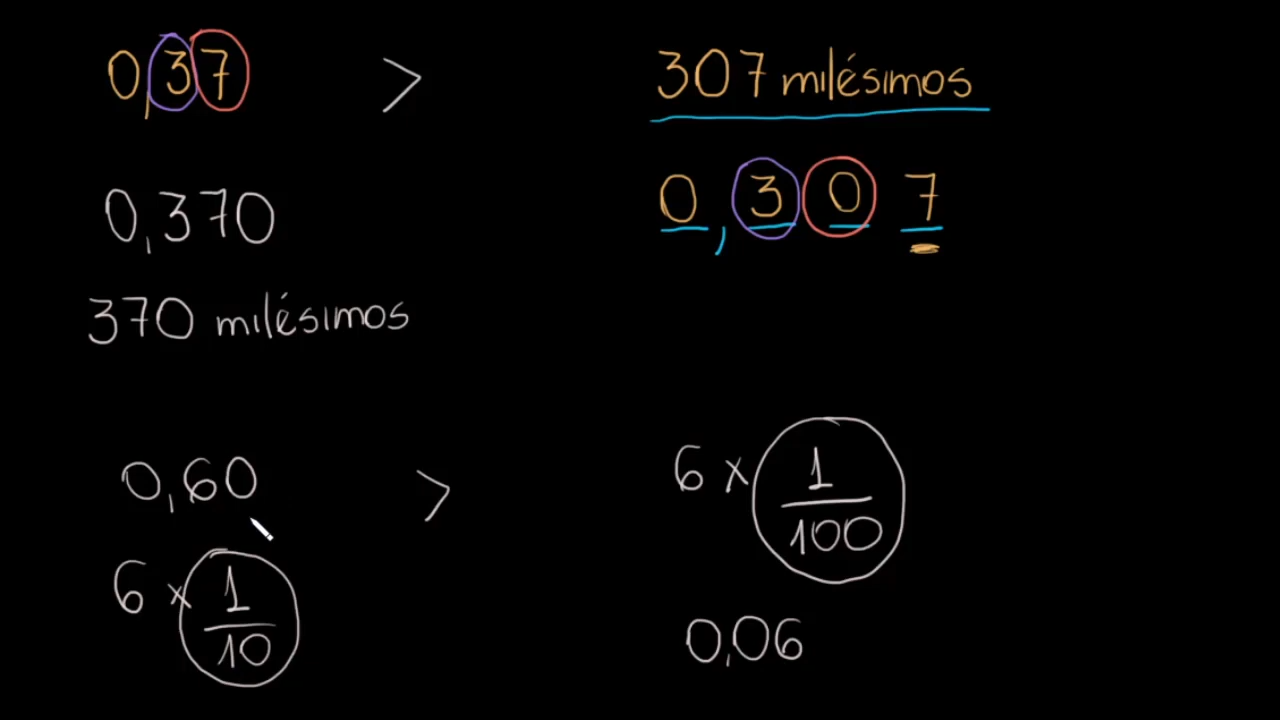 0,37 > 307 milésimos
0,370 0,307
370 milésimos
0,60 > 6 x 1/100
6 x 1/10 0,06